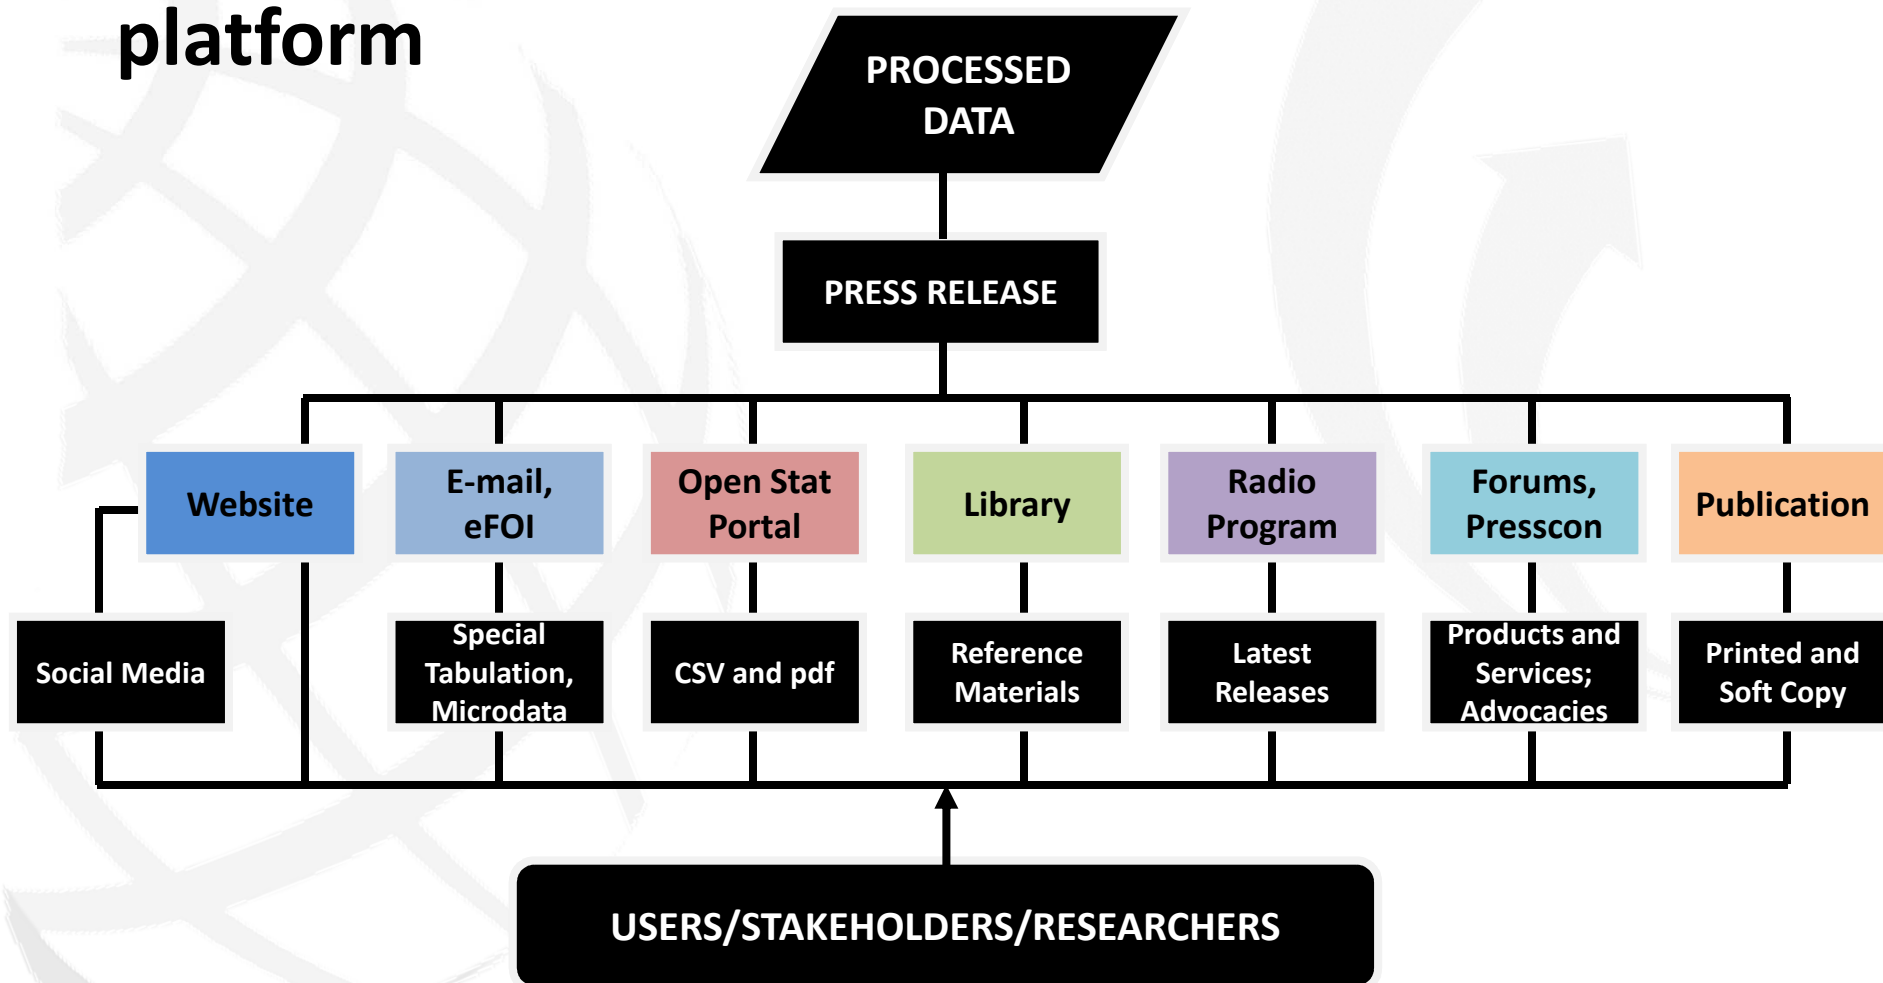 platform
PROCESSED
DATA
PRESS RELEASE
Website
E-mail,
eFOI
Open Stat
Portal
Library
Radio
Program
Forums,
Presscon
Publication
Social Media
Special
Tabulation,
Microdata
CSV and pdf
Reference
Materials
Latest
Releases
Products and
Services;
Advocacies
Printed and
Soft Copy
USERS/STAKEHOLDERS/RESEARCHERS